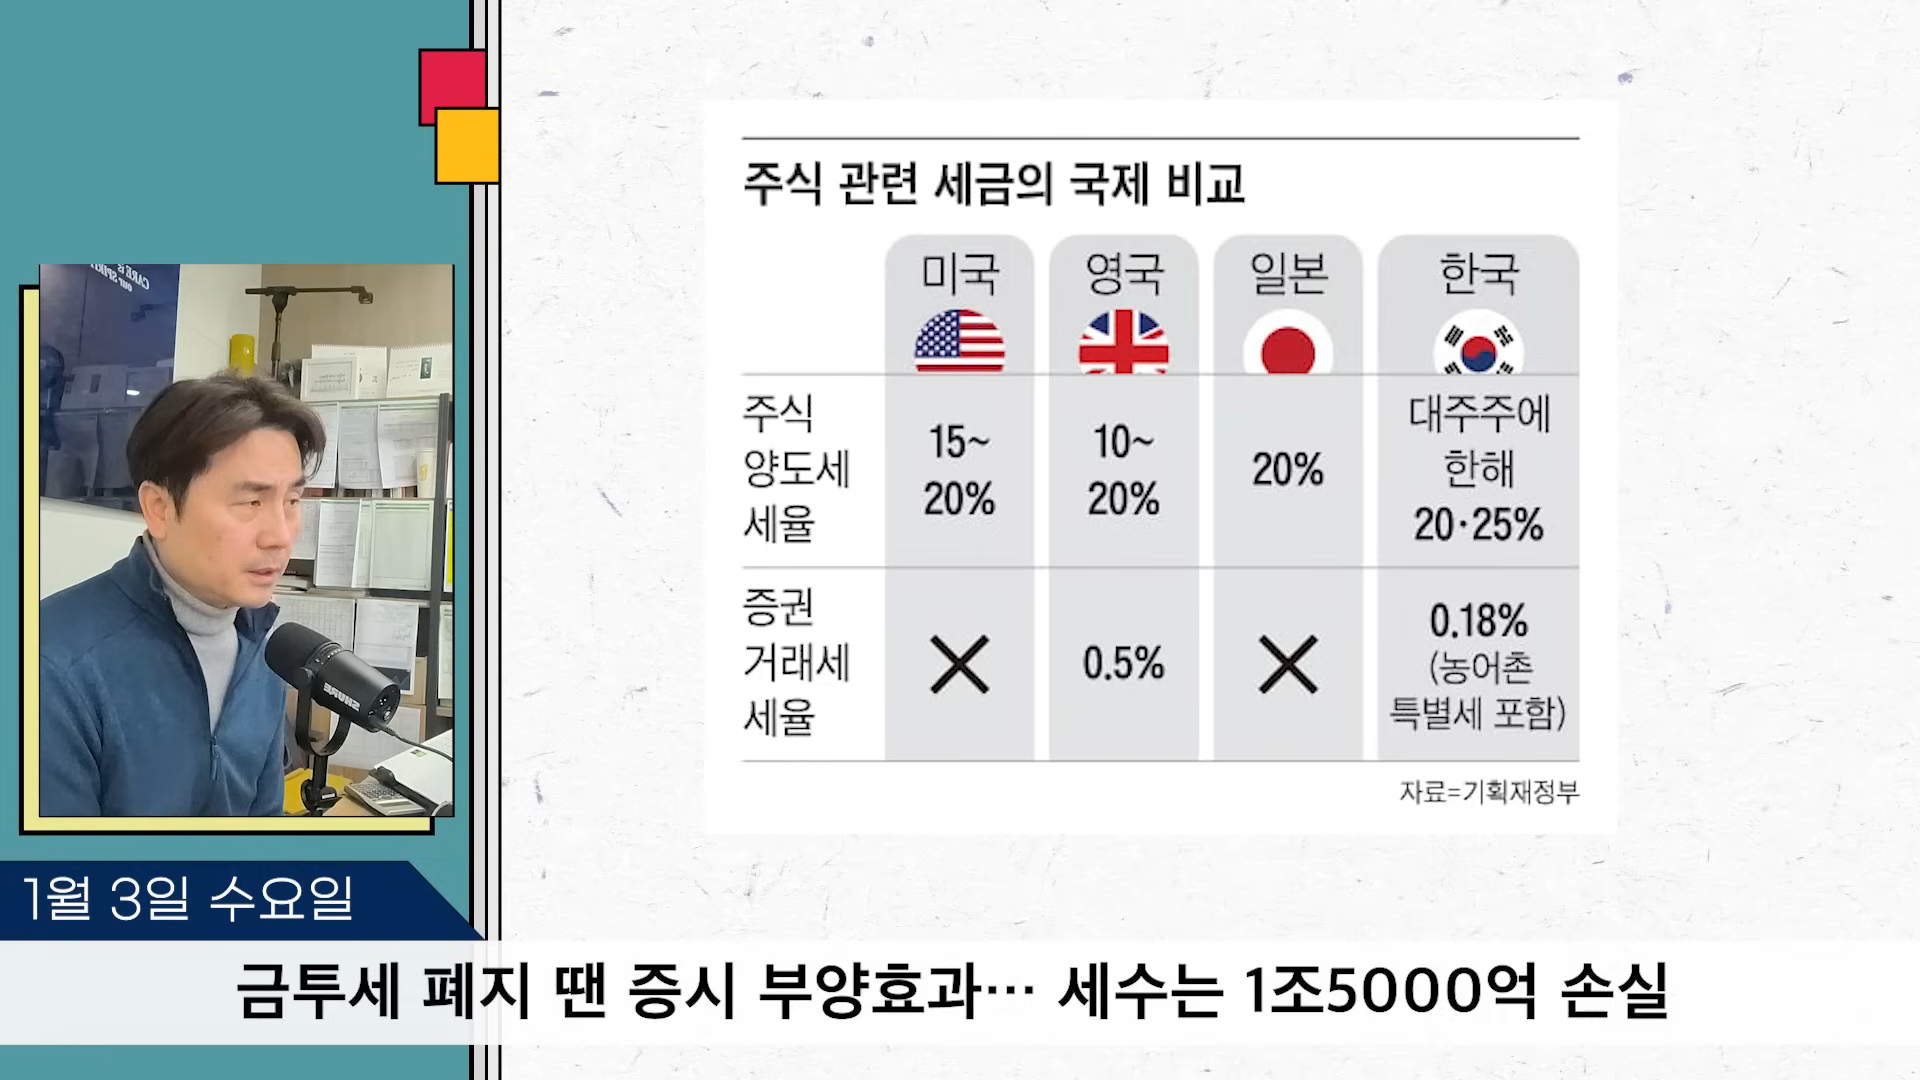 주식 관련 세금의 국제 비교
미국 영국 일본 한국
주식 양도세 세율 15~20% 10~20% 20% 대주주에 한해 20·25%
증권 거래세 세율 × 0.5% × 0.18% (농어촌 특별세 포함)
자료=기획재정부
CARE is
our SPIRIT
SHURE
1월 3일 수요일
금투세 폐지 땐 증시 부양효과… 세수는 1조5000억 손실